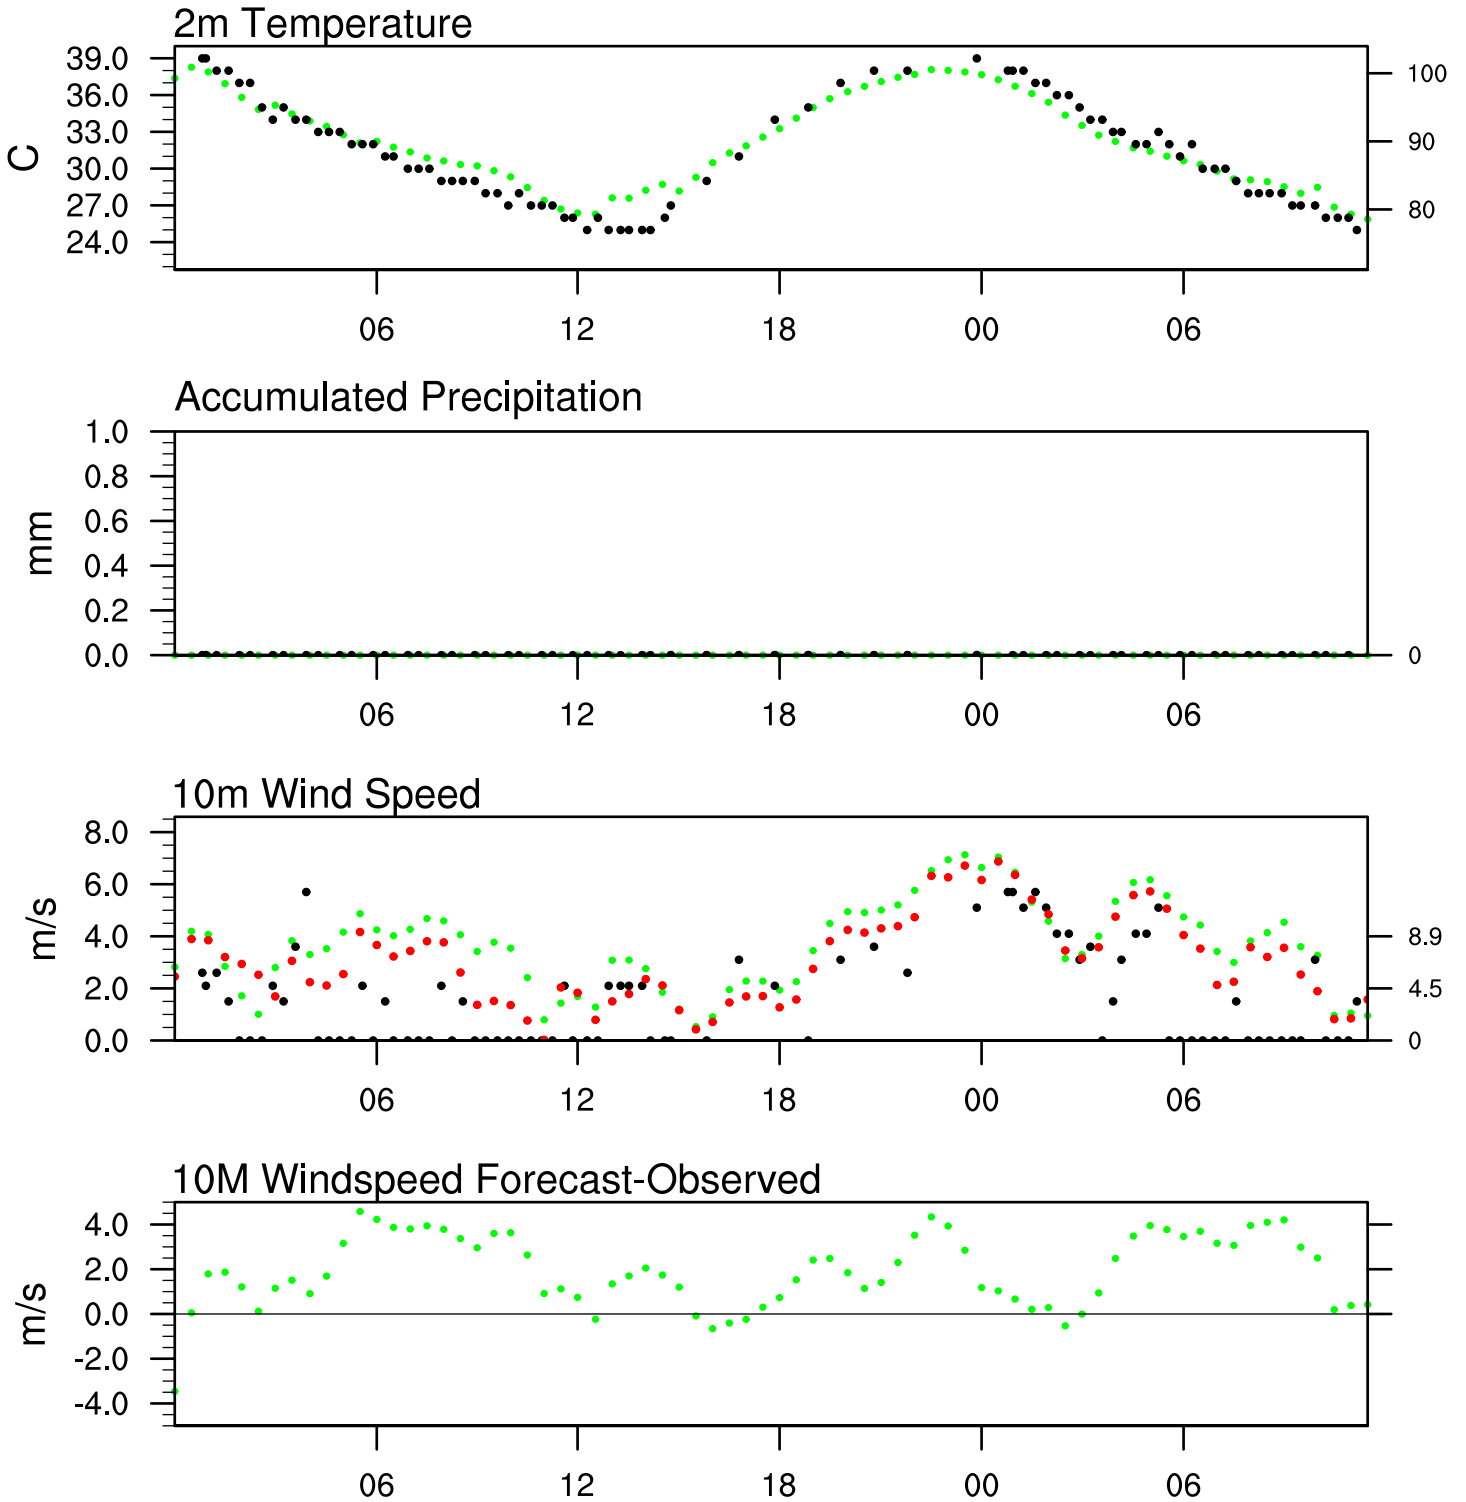 2m Temperature
39.0
36.0
33.0
30.0
27.0
24.0
C
100
90
80
06 12 18 00 06
Accumulated Precipitation
1.0
0.8
0.6
0.4
0.2
0.0
mm
0
06 12 18 00 06
10m Wind Speed
8.0
6.0
4.0
2.0
0.0
m/s
8.9
4.5
0
06 12 18 00 06
10M Windspeed Forecast-Observed
4.0
2.0
0.0
-2.0
-4.0
m/s
06 12 18 00 06